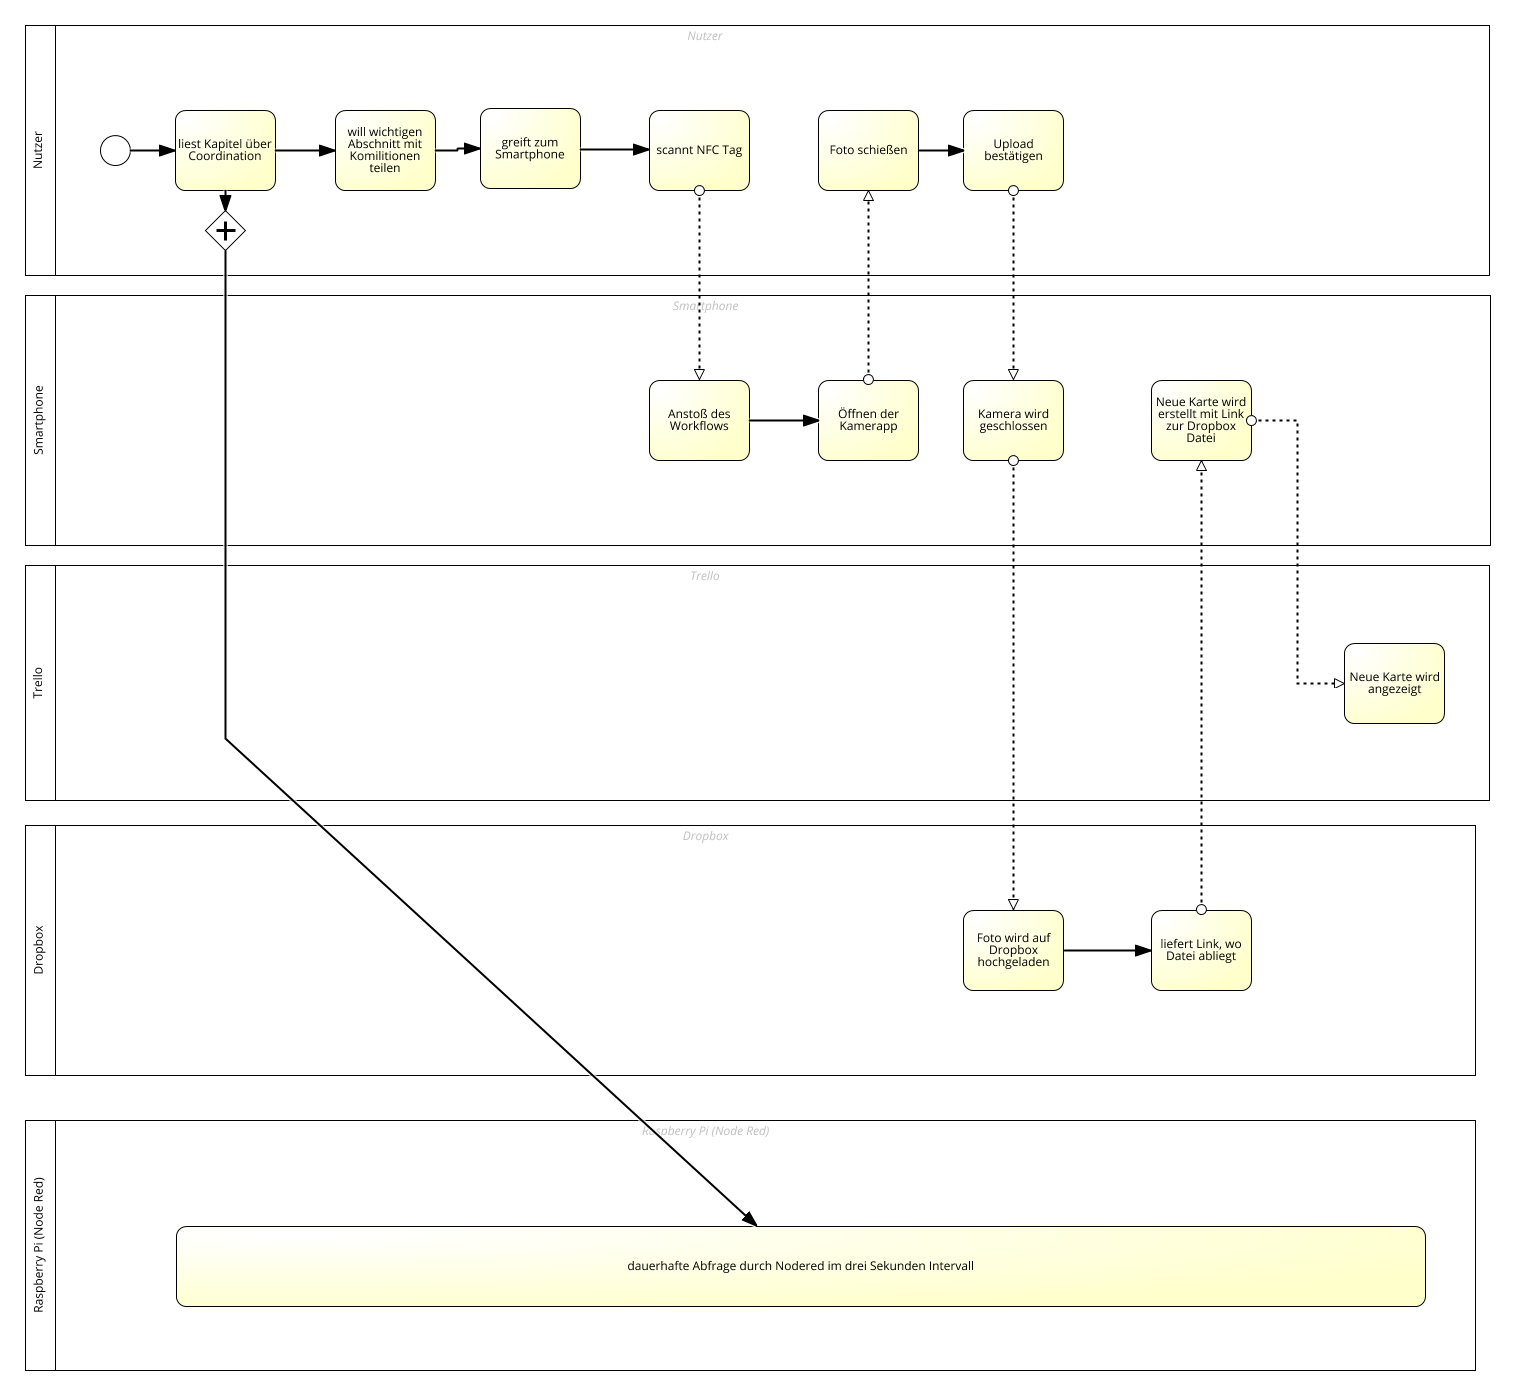 Nutzer
Nutzer
liest Kapitel über
Coordination
will wichtigen
Abschnitt mit
Komilitionen
teilen
greift zum
Smartphone
scannt NFC Tag
Foto schießen
Upload
bestätigen
Smartphone
Smartphone
Anstoß des
Workflows
Öffnen der
Kamerapp
Kamera wird
geschlossen
Neue Karte wird
erstellt mit Link
zur Dropbox
Datei
Trello
Trello
Neue Karte wird
angezeigt
Dropbox
Dropbox
Foto wird auf
Dropbox
hochgeladen
liefert Link, wo
Datei abliegt
Raspberry Pi (Node Red)
Raspberry Pi (Node Red)
dauerhafte Abfrage durch Nodered im drei Sekunden Intervall